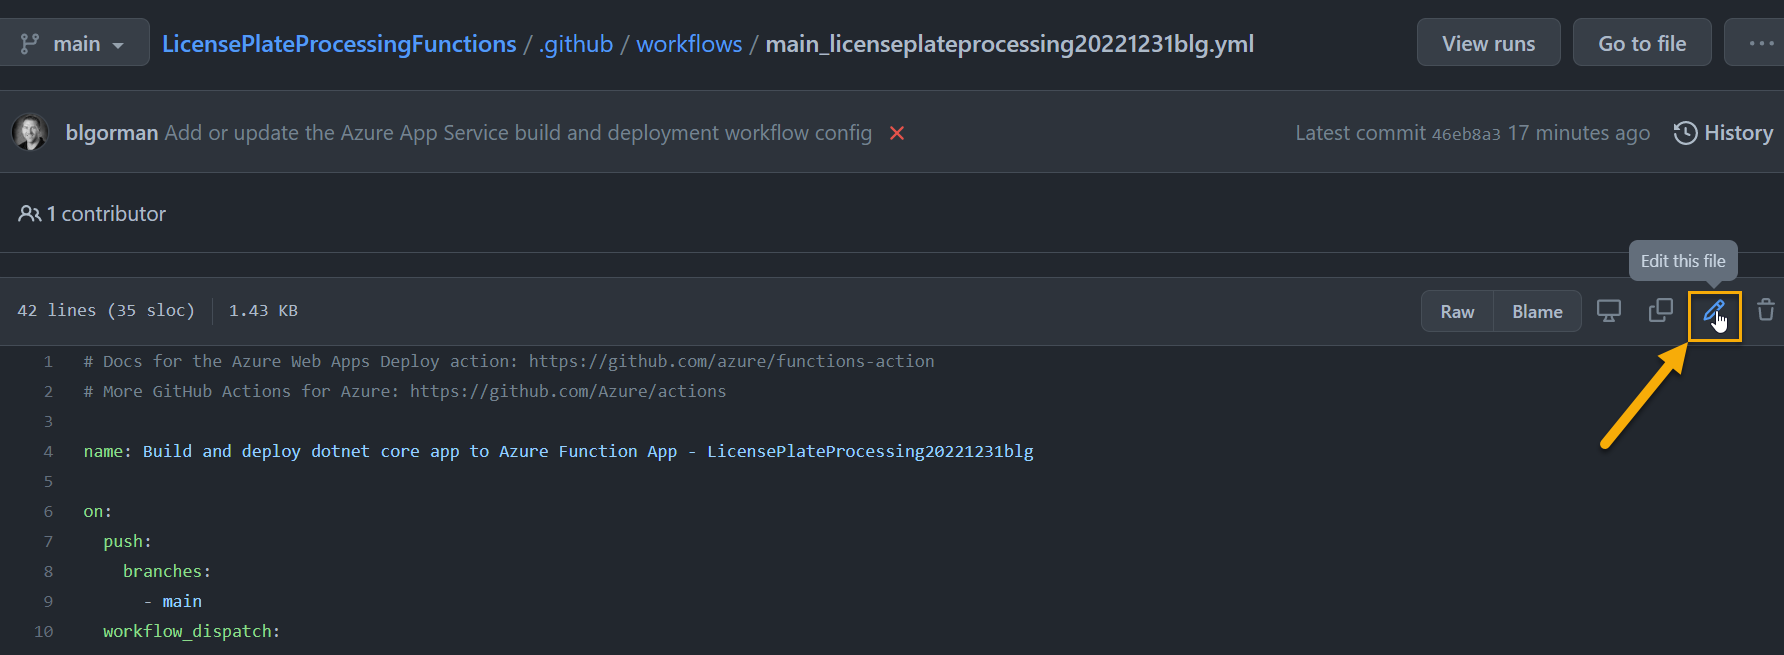 main LicensePlateProcessingFunctions / .github / workflows / main_licenseplateprocessing20221231blg.yml View runs Go to file ...
blgorman Add or update the Azure App Service build and deployment workflow config Latest commit 46eb8a3 17 minutes ago History
1 contributor
Edit this file
42 lines (35 sloc) 1.43 KB Raw Blame
1 # Docs for the Azure Web Apps Deploy action: https://github.com/azure/functions-action
2 # More GitHub Actions for Azure: https://github.com/Azure/actions
3
4 name: Build and deploy dotnet core app to Azure Function App - LicensePlateProcessing20221231blg
5
6 on:
7 push:
8 branches:
9 - main
10 workflow_dispatch: